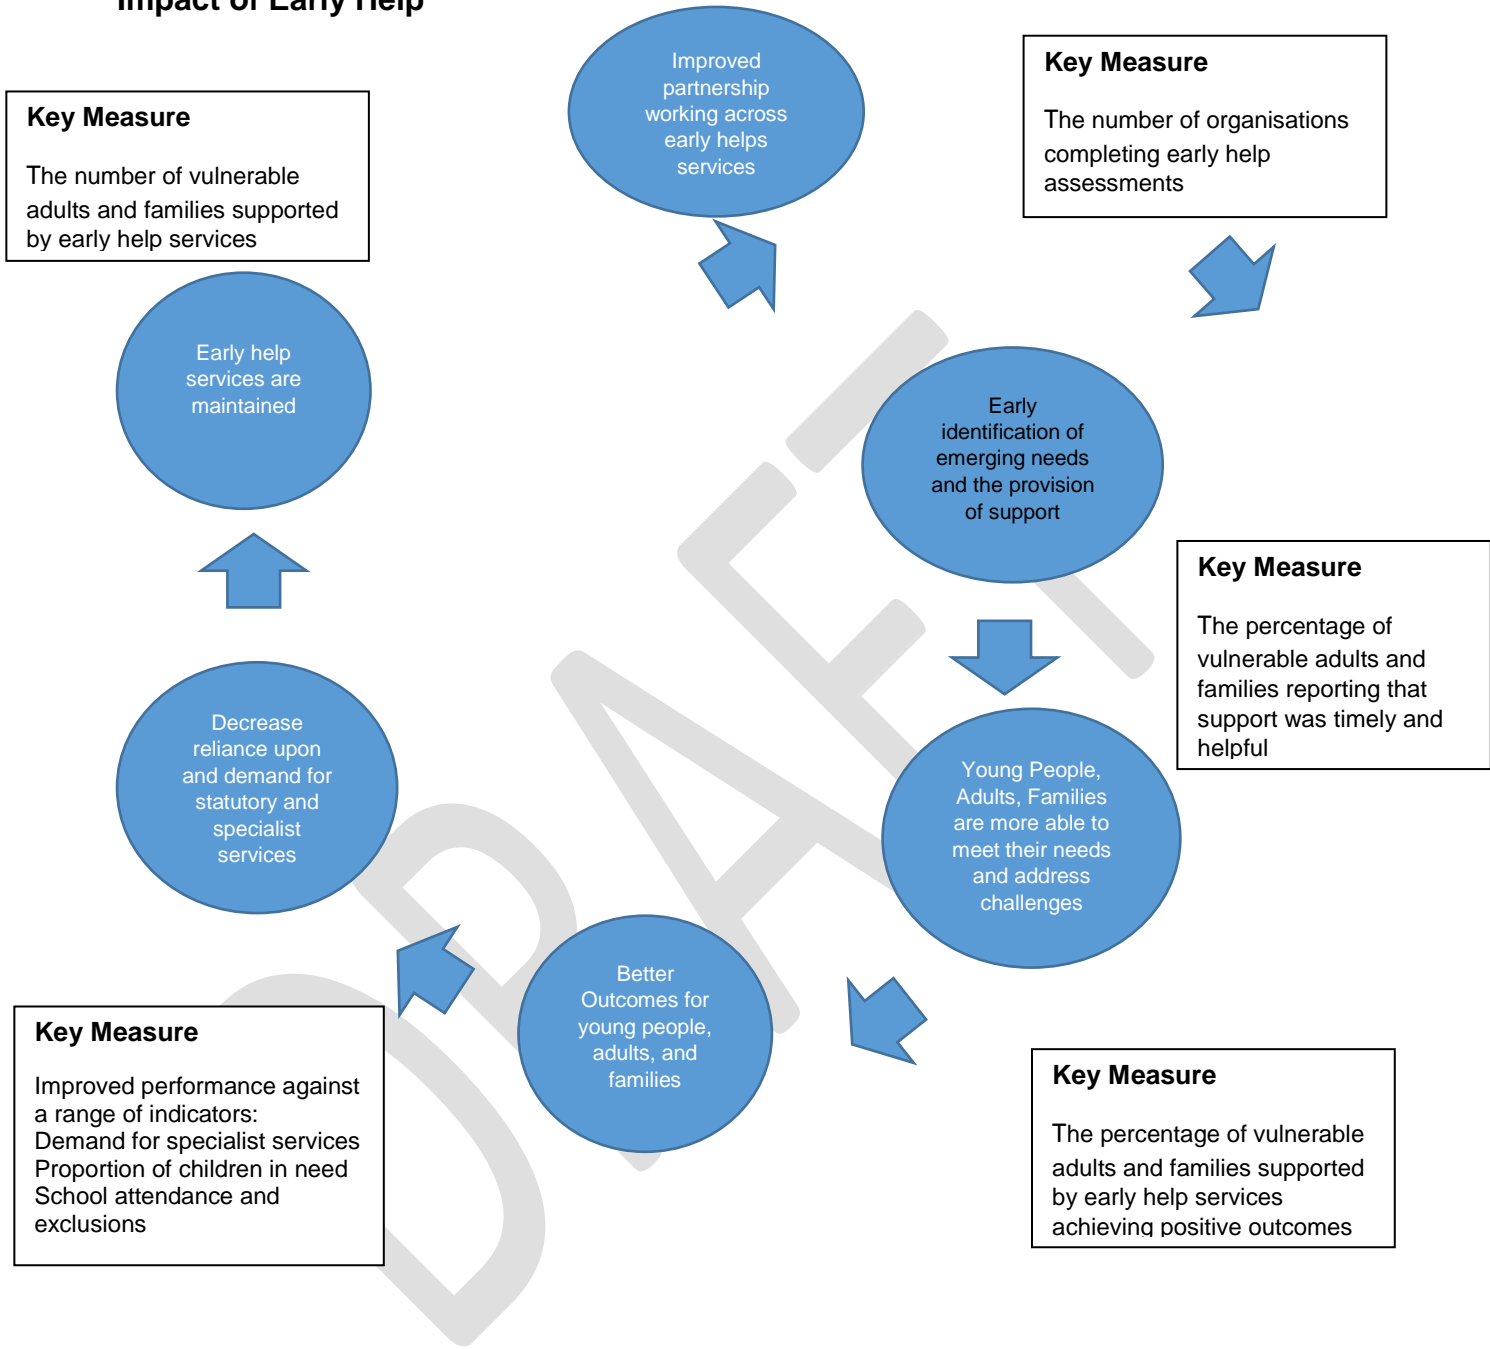 Impact of Early Help
Improved
partnership
working across
early helps
services
Key Measure
The number of organisations
completing early help
assessments
Key Measure
The number of vulnerable
adults and families supported
by early help services
Early help
services are
maintained
Early
identification of
emerging needs
and the provision
of support
Key Measure
The percentage of
vulnerable adults and
families reporting that
support was timely and
helpful
Decrease
reliance upon
and demand for
statutory and
specialist
services
Young People,
Adults, Families
are more able to
meet their needs
and address
challenges
Better
Outcomes for
young people,
adults, and
families
Key Measure
Improved performance against
a range of indicators:
Demand for specialist services
Proportion of children in need
School attendance and
exclusions
Key Measure
The percentage of vulnerable
adults and families supported
by early help services
achieving positive outcomes
DRAFT